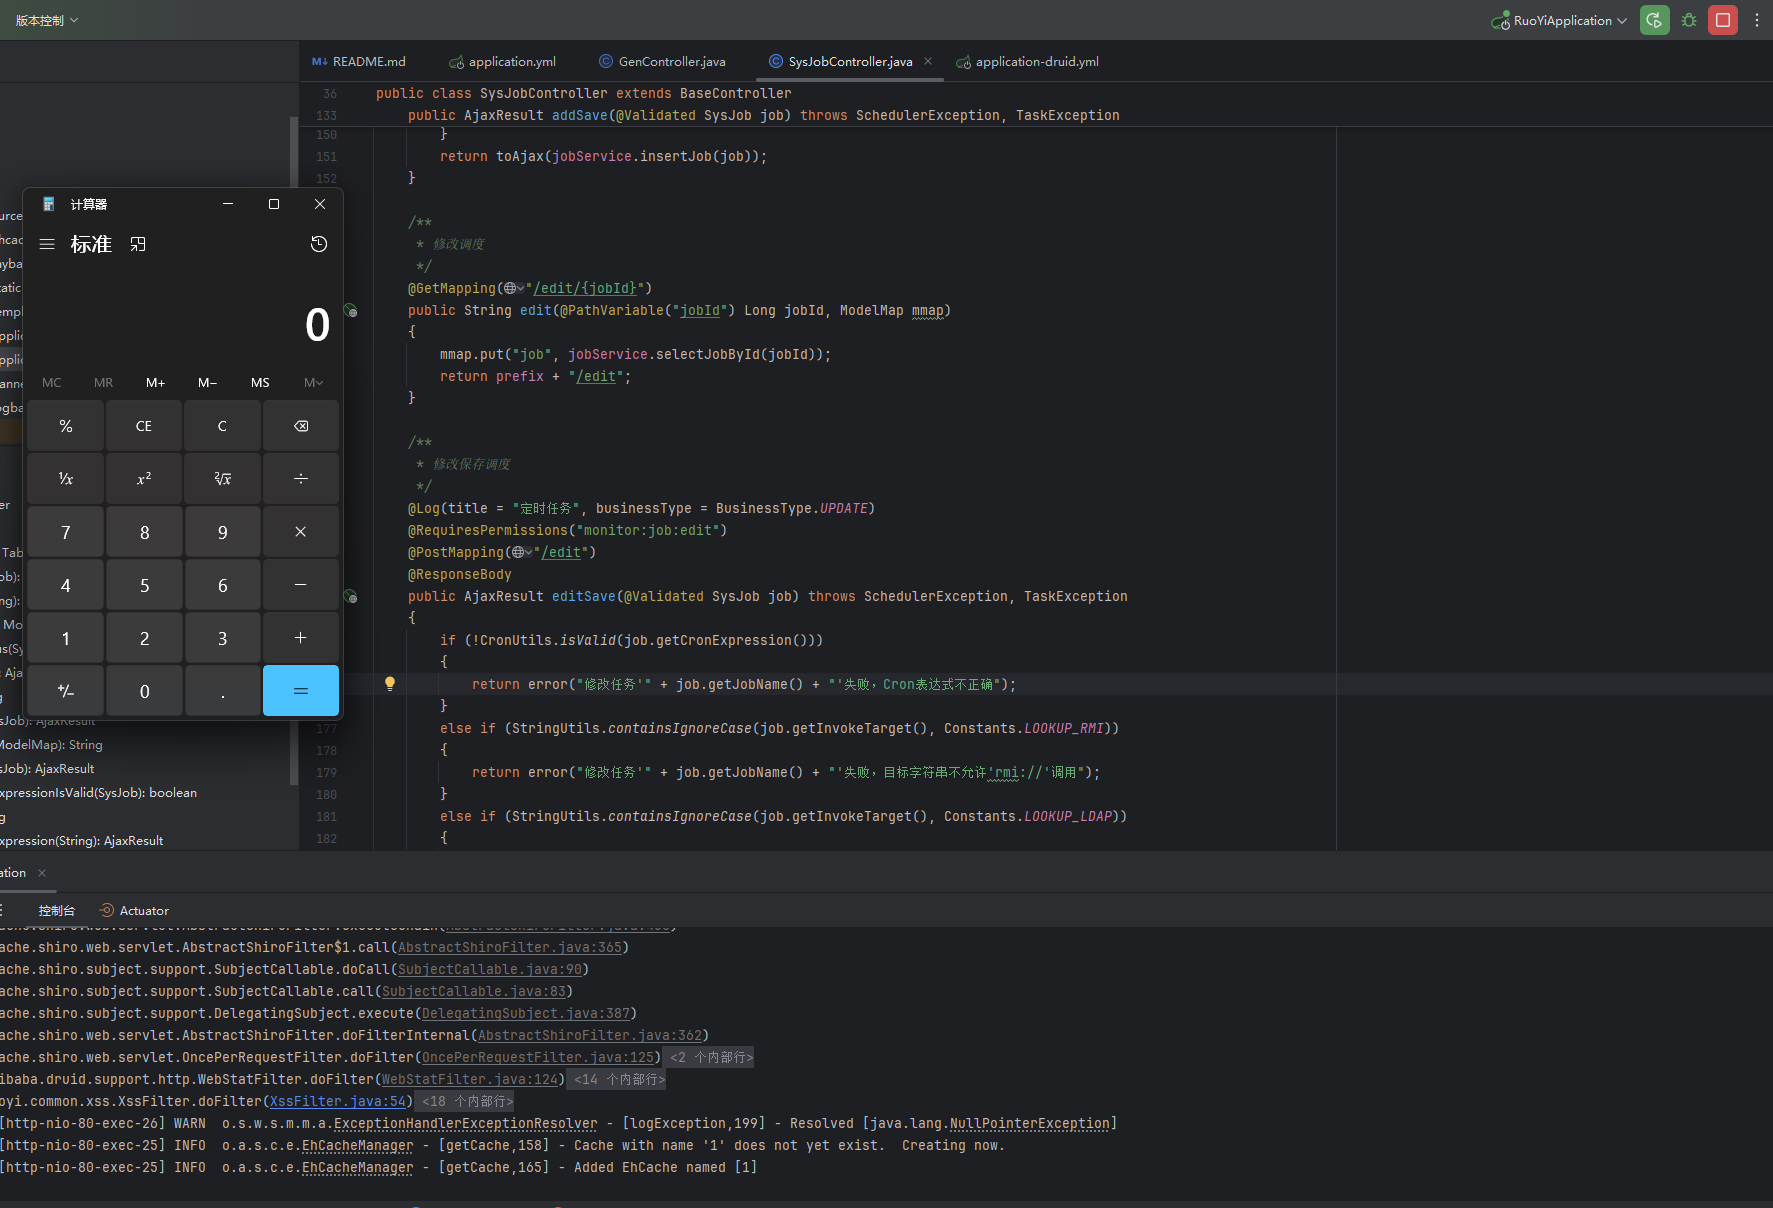 版本控制
RuoYiApplication
README.md
application.yml
GenController.java
SysJobController.java
application-druid.yml
36 public class SysJobController extends BaseController
133 public AjaxResult addSave(@Validated SysJob job) throws SchedulerException, TaskException
150 }
151 return toAjax(jobService.insertJob(job));
152 }
/**
* 修改调度
*/
@GetMapping("/edit/{jobId}")
public String edit(@PathVariable("jobId") Long jobId, ModelMap mmap)
{
mmap.put("job", jobService.selectJobById(jobId));
return prefix + "/edit";
}
/**
* 修改保存调度
*/
@Log(title = "定时任务", businessType = BusinessType.UPDATE)
@RequiresPermissions("monitor:job:edit")
@PostMapping("/edit")
@ResponseBody
public AjaxResult editSave(@Validated SysJob job) throws SchedulerException, TaskException
{
if (!CronUtils.isValid(job.getCronExpression()))
{
return error("修改任务'" + job.getJobName() + "'失败，Cron表达式不正确");
}
177 else if (StringUtils.containsIgnoreCase(job.getInvokeTarget(), Constants.LOOKUP_RMI))
178 {
179 return error("修改任务'" + job.getJobName() + "'失败，目标字符串不允许'rmi://'调用");
180 }
181 else if (StringUtils.containsIgnoreCase(job.getInvokeTarget(), Constants.LOOKUP_LDAP))
182 {
计算器
标准
0
MC MR M+ M− MS M
% CE C
¹/x x² ²√x ÷
7 8 9 ×
4 5 6 −
1 2 3 +
+/− 0 . =
urce
hcac
yba
tatic
empl
pplic
pplic
anne
ogba
er
Tab
ob):
ng):
Mo
us(Sy
: Aja
g
sJob): AjaxResult
ModelMap): String
sJob): AjaxResult
xpressionIsValid(SysJob): boolean
g
xpression(String): AjaxResult
ation
控制台
Actuator
ache.shiro.web.servlet.AbstractShiroFilter$1.call(AbstractShiroFilter.java:365)
ache.shiro.subject.support.SubjectCallable.doCall(SubjectCallable.java:90)
ache.shiro.subject.support.SubjectCallable.call(SubjectCallable.java:83)
ache.shiro.subject.support.DelegatingSubject.execute(DelegatingSubject.java:387)
ache.shiro.web.servlet.AbstractShiroFilter.doFilterInternal(AbstractShiroFilter.java:362)
ache.shiro.web.servlet.OncePerRequestFilter.doFilter(OncePerRequestFilter.java:125) <2 个内部行>
ibaba.druid.support.http.WebStatFilter.doFilter(WebStatFilter.java:124) <14 个内部行>
oyi.common.xss.XssFilter.doFilter(XssFilter.java:54) <18 个内部行>
[http-nio-80-exec-26] WARN o.s.w.s.m.m.a.ExceptionHandlerExceptionResolver - [logException,199] - Resolved [java.lang.NullPointerException]
[http-nio-80-exec-25] INFO o.a.s.c.e.EhCacheManager - [getCache,158] - Cache with name '1' does not yet exist. Creating now.
[http-nio-80-exec-25] INFO o.a.s.c.e.EhCacheManager - [getCache,165] - Added EhCache named [1]